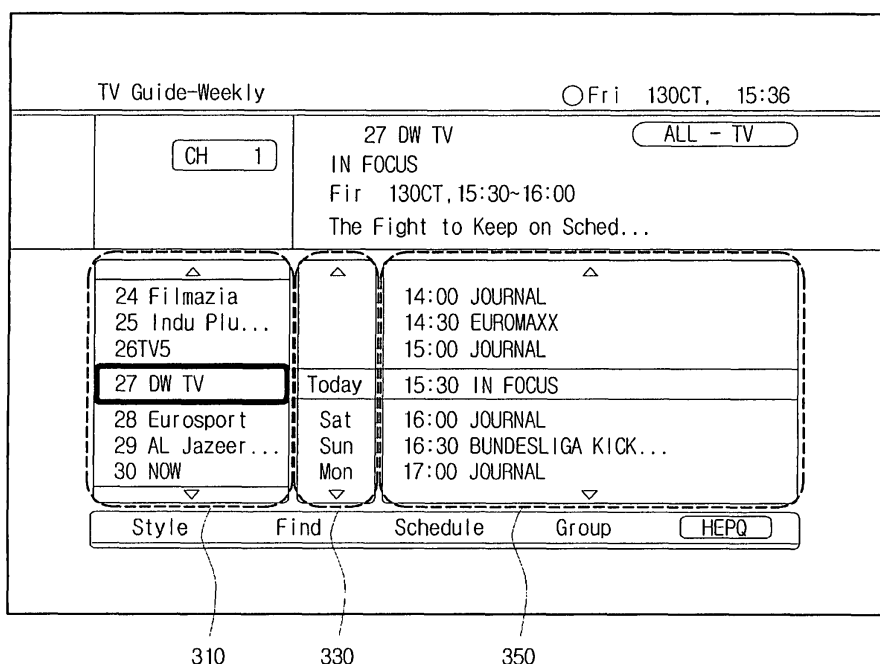 TV Guide-Weekly
Fri 13OCT, 15:36
CH 1
27 DW TV
ALL - TV
IN FOCUS
Fir 13OCT,15:30~16:00
The Fight to Keep on Sched...
24 Filmazia
25 Indu Plu...
26TV5
27 DW TV
28 Eurosport
29 AL Jazeer...
30 NOW
Today
Sat
Sun
Mon
14:00 JOURNAL
14:30 EUROMAXX
15:00 JOURNAL
15:30 IN FOCUS
16:00 JOURNAL
16:30 BUNDESLIGA KICK...
17:00 JOURNAL
Style Find Schedule Group HEPQ
310 330 350